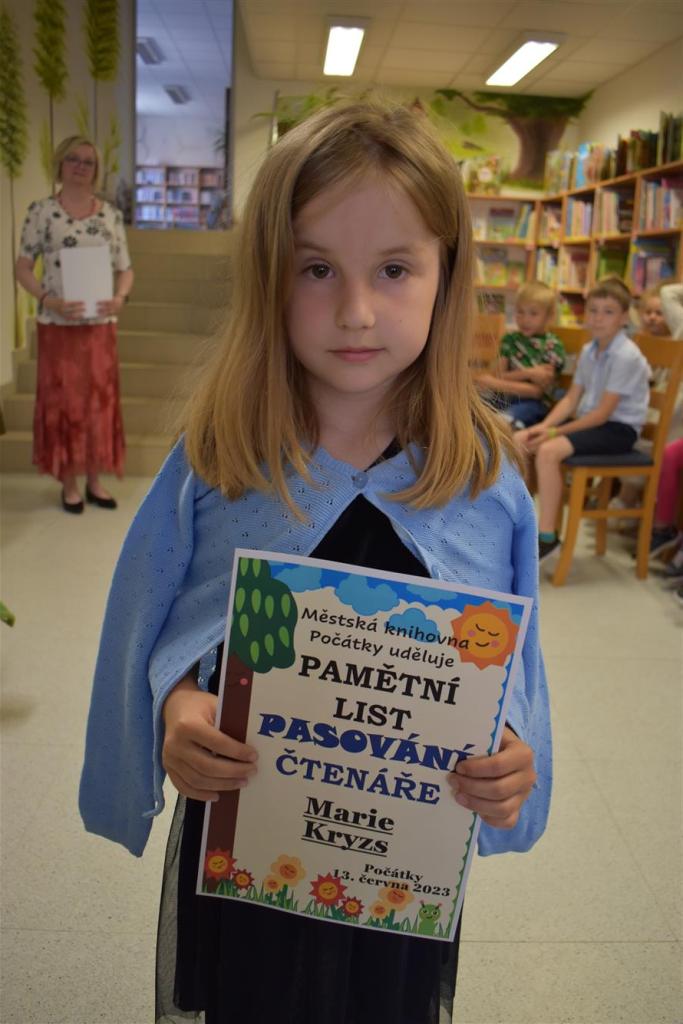 Městská knihovna
Počátky uděluje
PAMĚTNÍ
LIST
PASOVÁNÍ
ČTENÁŘE
Marie
Kryzs
Počátky
13. června 2023